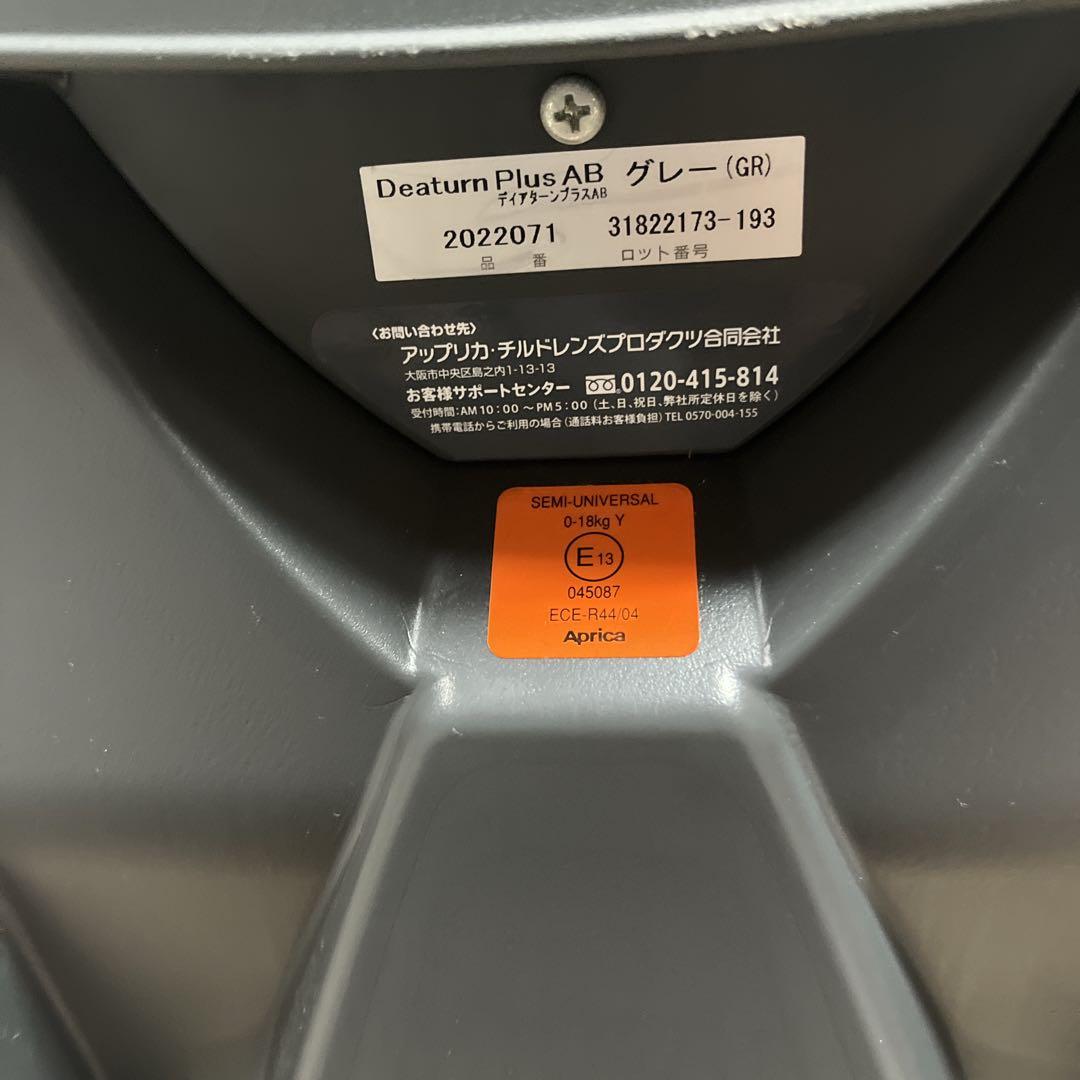 Deaturn Plus AB グレー(GR)
ディアターンプラスAB
2022071 31822173-193
品番 ロット番号
〈お問い合わせ先〉
アップリカ・チルドレンズプロダクツ合同会社
大阪市中央区島之内1-13-13
お客様サポートセンター 0120-415-814
受付時間:AM10:00～PM5:00(土、日、祝日、弊社所定休日を除く)
携帯電話からご利用の場合(通話料お客様負担)TEL 0570-004-155
SEMI-UNIVERSAL
0-18kg Y
E 13
045087
ECE-R44/04
Aprica